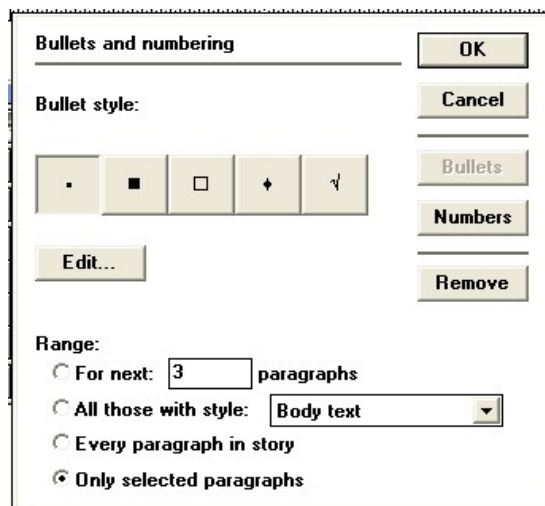 Bullets and numbering
OK
Cancel
Bullet style:
Bullets
Numbers
Edit...
Remove
Range:
For next: 3 paragraphs
All those with style: Body text
Every paragraph in story
Only selected paragraphs